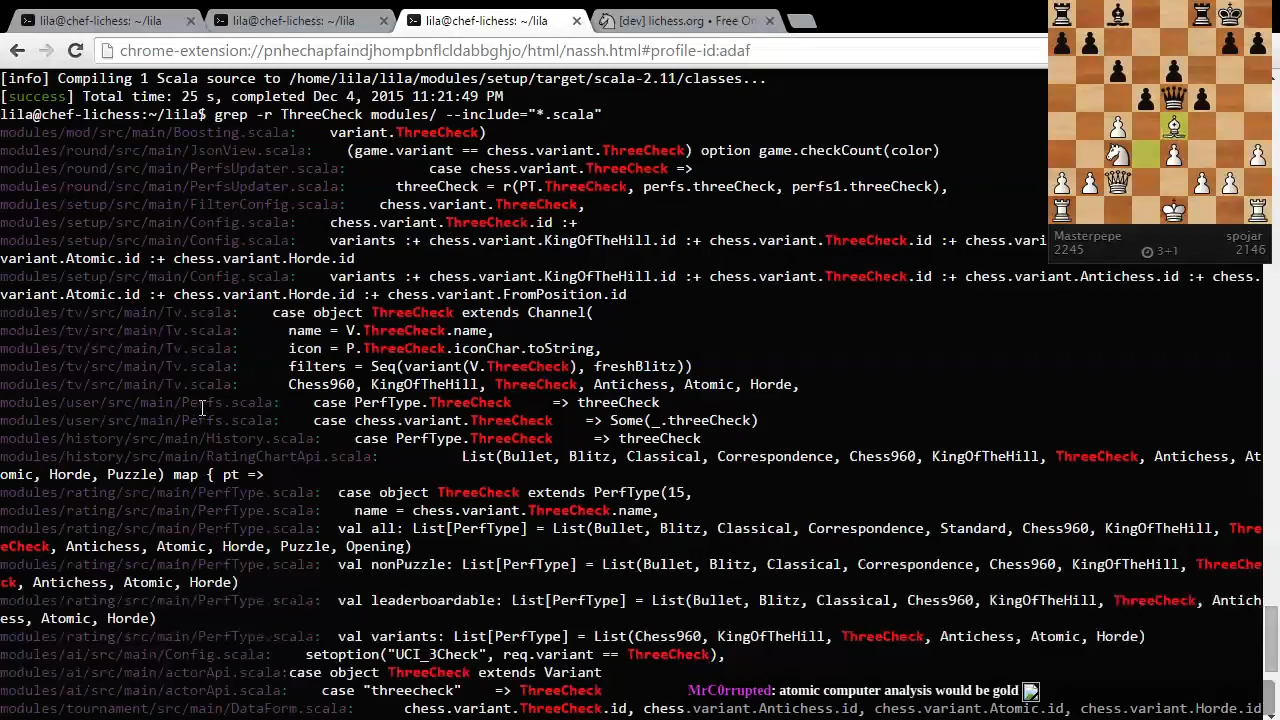 lila@chef-lichess: ~/lila
lila@chef-lichess: ~/lila
lila@chef-lichess: ~/lila
[dev] lichess.org • Free On
chrome-extension://pnhechapfaindjhompbnflcldabbghjo/html/nassh.html#profile-id:adaf
[info] Compiling 1 Scala source to /home/lila/lila/modules/setup/target/scala-2.11/classes...
[success] Total time: 25 s, completed Dec 4, 2015 11:21:49 PM
lila@chef-lichess:~/lila$ grep -r ThreeCheck modules/ --include="*.scala"
modules/mod/src/main/Boosting.scala: variant.ThreeCheck)
modules/round/src/main/JsonView.scala: (game.variant == chess.variant.ThreeCheck) option game.checkCount(color)
modules/round/src/main/PerfsUpdater.scala: case chess.variant.ThreeCheck =>
modules/round/src/main/PerfsUpdater.scala: threeCheck = r(PT.ThreeCheck, perfs.threeCheck, perfs1.threeCheck),
modules/setup/src/main/FilterConfig.scala: chess.variant.ThreeCheck,
modules/setup/src/main/Config.scala: chess.variant.ThreeCheck.id :+
modules/setup/src/main/Config.scala: variants :+ chess.variant.KingOfTheHill.id :+ chess.variant.ThreeCheck.id :+ chess.vari
variant.Atomic.id :+ chess.variant.Horde.id
modules/setup/src/main/Config.scala: variants :+ chess.variant.KingOfTheHill.id :+ chess.variant.ThreeCheck.id :+ chess.variant.Antichess.id :+ chess.
variant.Atomic.id :+ chess.variant.Horde.id :+ chess.variant.FromPosition.id
modules/tv/src/main/Tv.scala: case object ThreeCheck extends Channel(
modules/tv/src/main/Tv.scala: name = V.ThreeCheck.name,
modules/tv/src/main/Tv.scala: icon = P.ThreeCheck.iconChar.toString,
modules/tv/src/main/Tv.scala: filters = Seq(variant(V.ThreeCheck), freshBlitz))
modules/tv/src/main/Tv.scala: Chess960, KingOfTheHill, ThreeCheck, Antichess, Atomic, Horde,
modules/user/src/main/Perfs.scala: case PerfType.ThreeCheck => threeCheck
modules/user/src/main/Perfs.scala: case chess.variant.ThreeCheck => Some(_.threeCheck)
modules/history/src/main/History.scala: case PerfType.ThreeCheck => threeCheck
modules/history/src/main/RatingChartApi.scala: List(Bullet, Blitz, Classical, Correspondence, Chess960, KingOfTheHill, ThreeCheck, Antichess, At
omic, Horde, Puzzle) map { pt =>
modules/rating/src/main/PerfType.scala: case object ThreeCheck extends PerfType(15,
modules/rating/src/main/PerfType.scala: name = chess.variant.ThreeCheck.name,
modules/rating/src/main/PerfType.scala: val all: List[PerfType] = List(Bullet, Blitz, Classical, Correspondence, Standard, Chess960, KingOfTheHill, Thre
eCheck, Antichess, Atomic, Horde, Puzzle, Opening)
modules/rating/src/main/PerfType.scala: val nonPuzzle: List[PerfType] = List(Bullet, Blitz, Classical, Correspondence, Chess960, KingOfTheHill, ThreeChe
ck, Antichess, Atomic, Horde)
modules/rating/src/main/PerfType.scala: val leaderboardable: List[PerfType] = List(Bullet, Blitz, Classical, Correspondence, Chess960, KingOfTheHill, ThreeCheck, Antich
ess, Atomic, Horde)
modules/rating/src/main/PerfType.scala: val variants: List[PerfType] = List(Chess960, KingOfTheHill, ThreeCheck, Antichess, Atomic, Horde)
modules/ai/src/main/Config.scala: setoption("UCI_3Check", req.variant == ThreeCheck),
modules/ai/src/main/actorApi.scala:case object ThreeCheck extends Variant
modules/ai/src/main/actorApi.scala: case "threecheck" => ThreeCheck
MrC0rrupted: atomic computer analysis would be gold
modules/tournament/src/main/DataForm.scala: chess.variant.ThreeCheck.id, chess.variant.Antichess.id, chess.variant.Atomic.id, chess.variant.Horde.id
Masterpepe
2245
3+1
spojar
2146